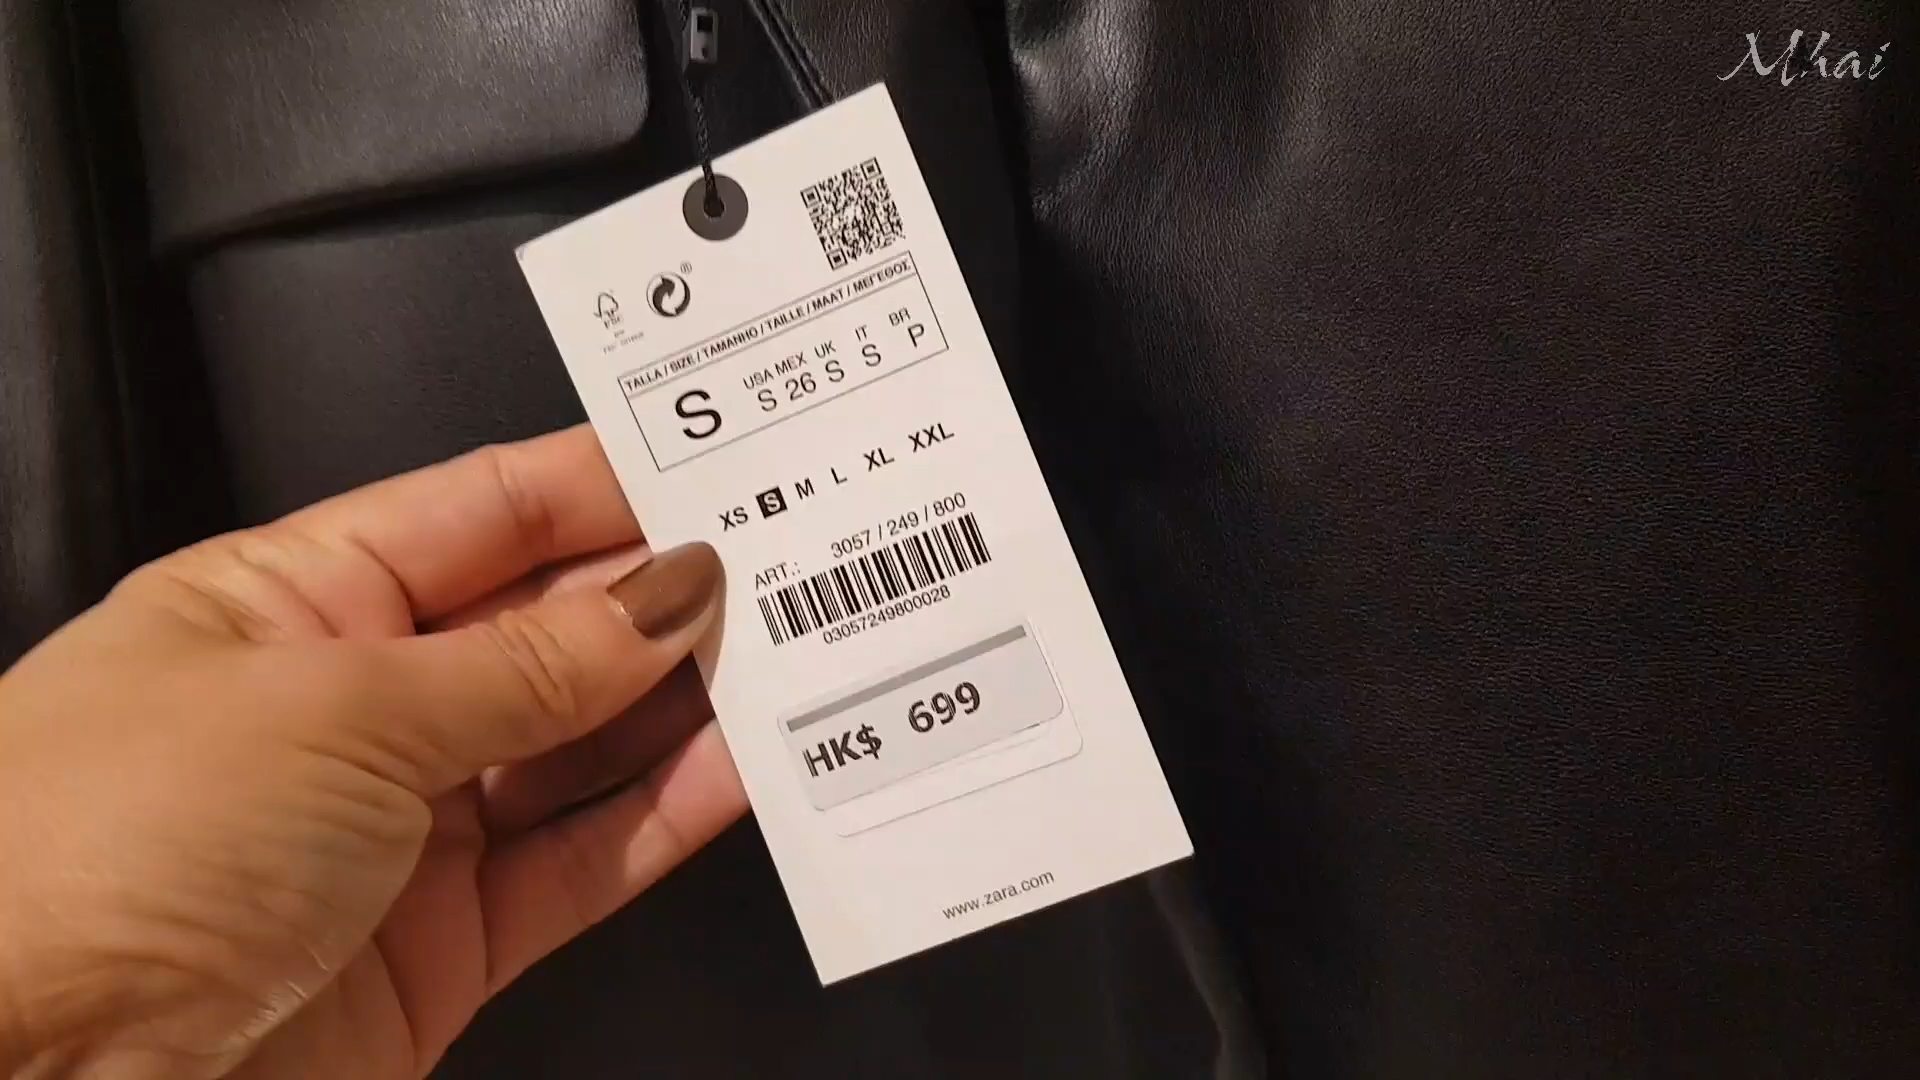 Mhai
®
FSC
TALLA / SIZE / TAMANHO / TAILLE / MAAT / ΜΕΓΕΘΟΣ
S
USA MEX UK IT BR
S 26 S S P
XS S M L XL XXL
ART.: 3057 / 249 / 800
03057249800028
HK$ 699
www.zara.com